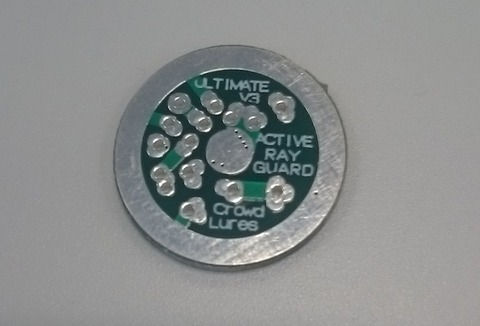 ULTIMATE
V3
ACTIVE
RAY
GUARD
Crowd
Lures